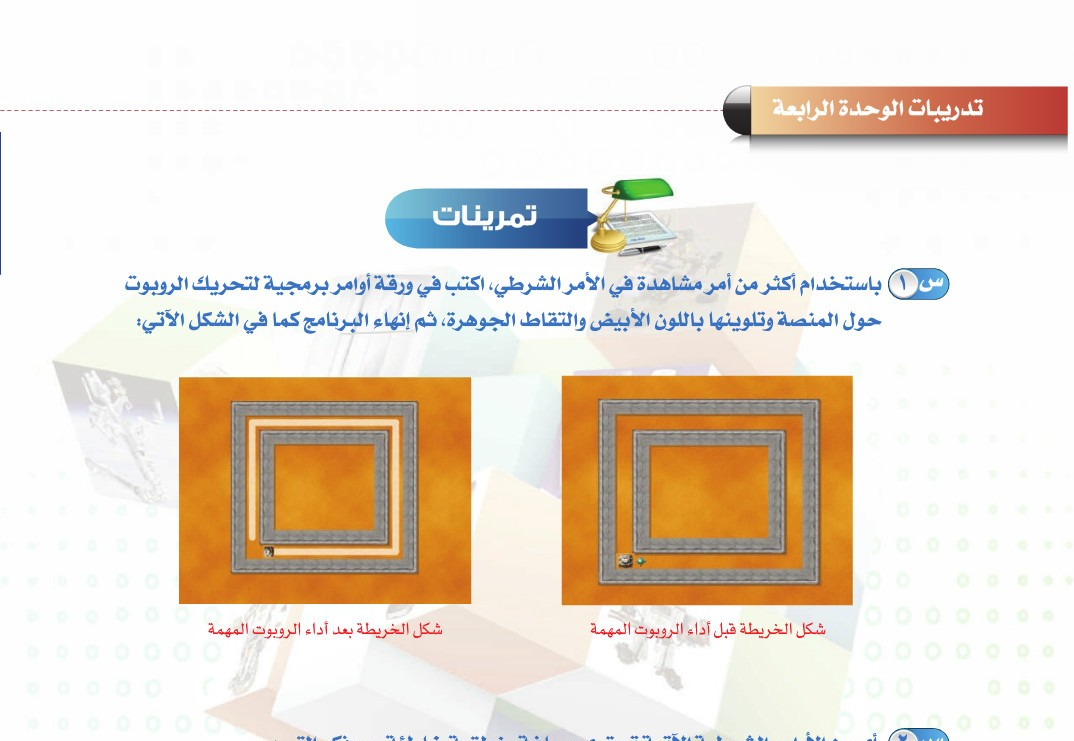 تدريبات الوحدة الرابعة
تمرينات
س١ باستخدام أكثر من أمر مشاهدة في الأمر الشرطي، اكتب في ورقة أوامر برمجية لتحريك الروبوت
حول المنصة وتلوينها باللون الأبيض والتقاط الجوهرة، ثم إنهاء البرنامج كما في الشكل الآتي:
شكل الخريطة قبل أداء الروبوت المهمة
شكل الخريطة بعد أداء الروبوت المهمة